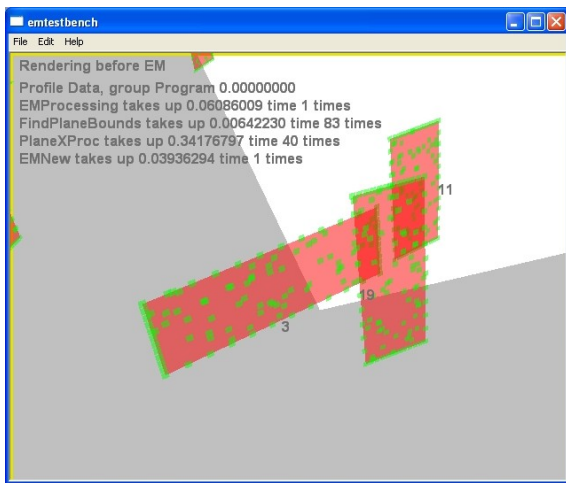 emtestbench
File Edit Help
Rendering before EM
Profile Data, group Program 0.00000000
EMProcessing takes up 0.06086009 time 1 times
FindPlaneBounds takes up 0.00642230 time 83 times
PlaneXProc takes up 0.34176797 time 40 times
EMNew takes up 0.03936294 time 1 times
11
19
3